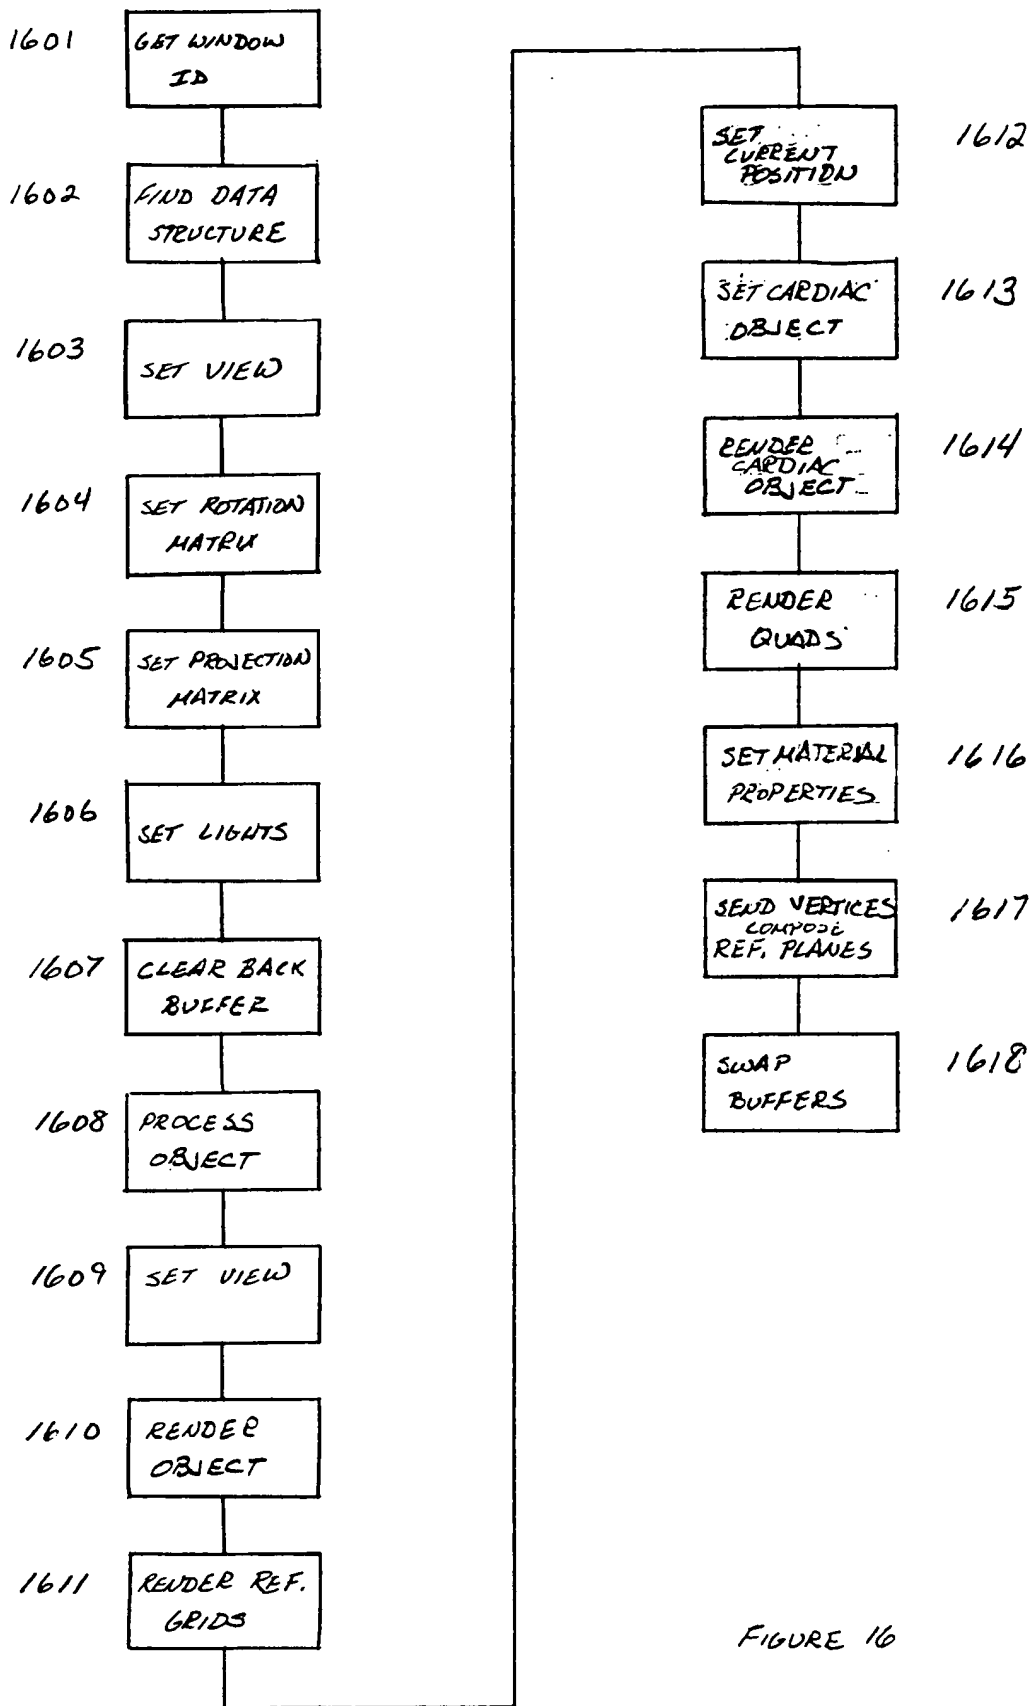 1601
GET WINDOW
ID
1602
FIND DATA
STRUCTURE
1603
SET VIEW
1604
SET ROTATION
MATRIX
1605
SET PROJECTION
MATRIX
1606
SET LIGHTS
1607
CLEAR BACK
BUFFER
1608
PROCESS
OBJECT
1609
SET VIEW
1610
RENDER
OBJECT
1611
RENDER REF.
GRIDS
1612
SET
CURRENT
POSITION
1613
SET CARDIAC
OBJECT
1614
RENDER
CARDIAC
OBJECT
1615
RENDER
QUADS
1616
SET MATERIAL
PROPERTIES
1617
SEND VERTICES
COMPOSE
REF. PLANES
1618
SWAP
BUFFERS
FIGURE 16